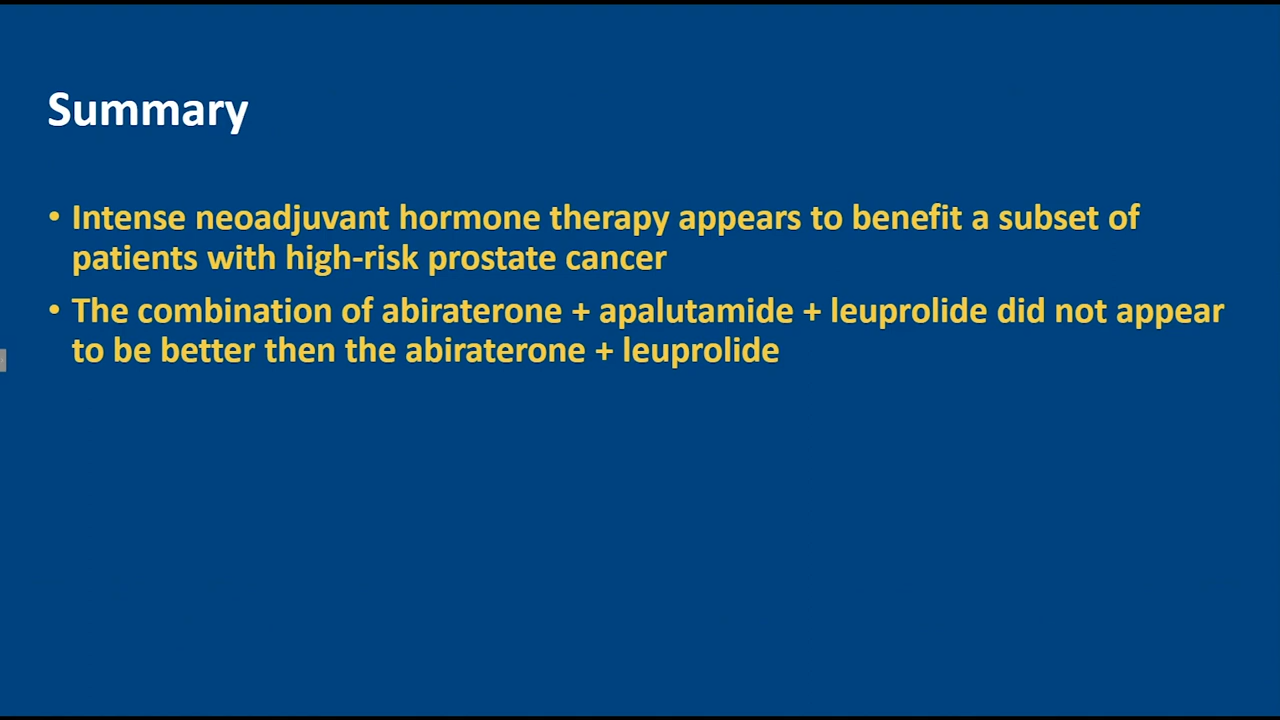 Summary
• Intense neoadjuvant hormone therapy appears to benefit a subset of
patients with high-risk prostate cancer
• The combination of abiraterone + apalutamide + leuprolide did not appear
to be better then the abiraterone + leuprolide